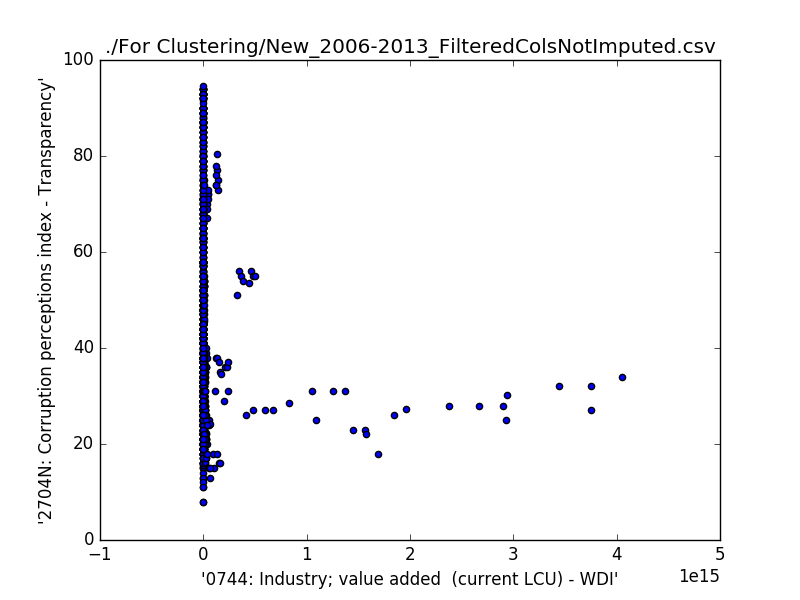 ./For Clustering/New_2006-2013_FilteredColsNotImputed.csv
100
80
60
40
20
0
'2704N: Corruption perceptions index - Transparency'
−1 0 1 2 3 4 5
1e15
'0744: Industry; value added  (current LCU) - WDI'